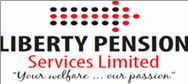 LIBERTY PENSION
Services Limited
"Your welfare ... our passion"